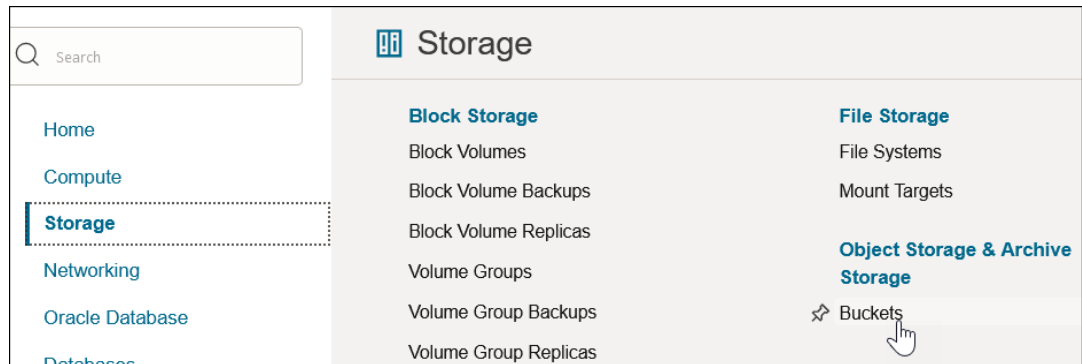 Search
Home
Compute
Storage
Networking
Oracle Database
Databases
Storage
Block Storage
Block Volumes
Block Volume Backups
Block Volume Replicas
Volume Groups
Volume Group Backups
Volume Group Replicas
File Storage
File Systems
Mount Targets
Object Storage & Archive
Storage
Buckets